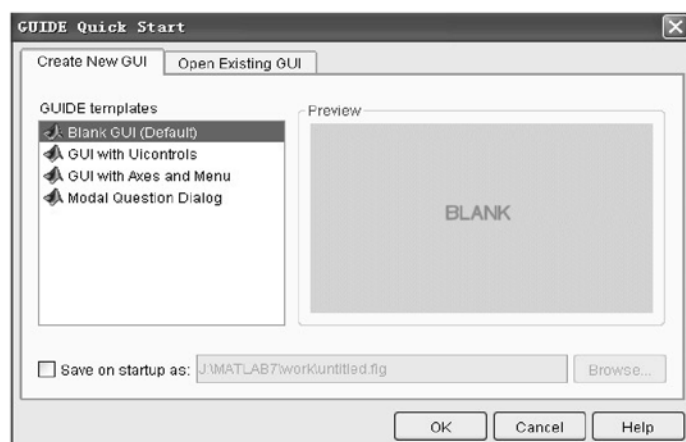 GUIDE Quick Start
Create New GUI
Open Existing GUI
GUIDE templates
Blank GUI (Default)
GUI with Uicontrols
GUI with Axes and Menu
Modal Question Dialog
Preview
BLANK
Save on startup as:
J:\MATLAB7\work\untitled.fig
Browse...
OK
Cancel
Help